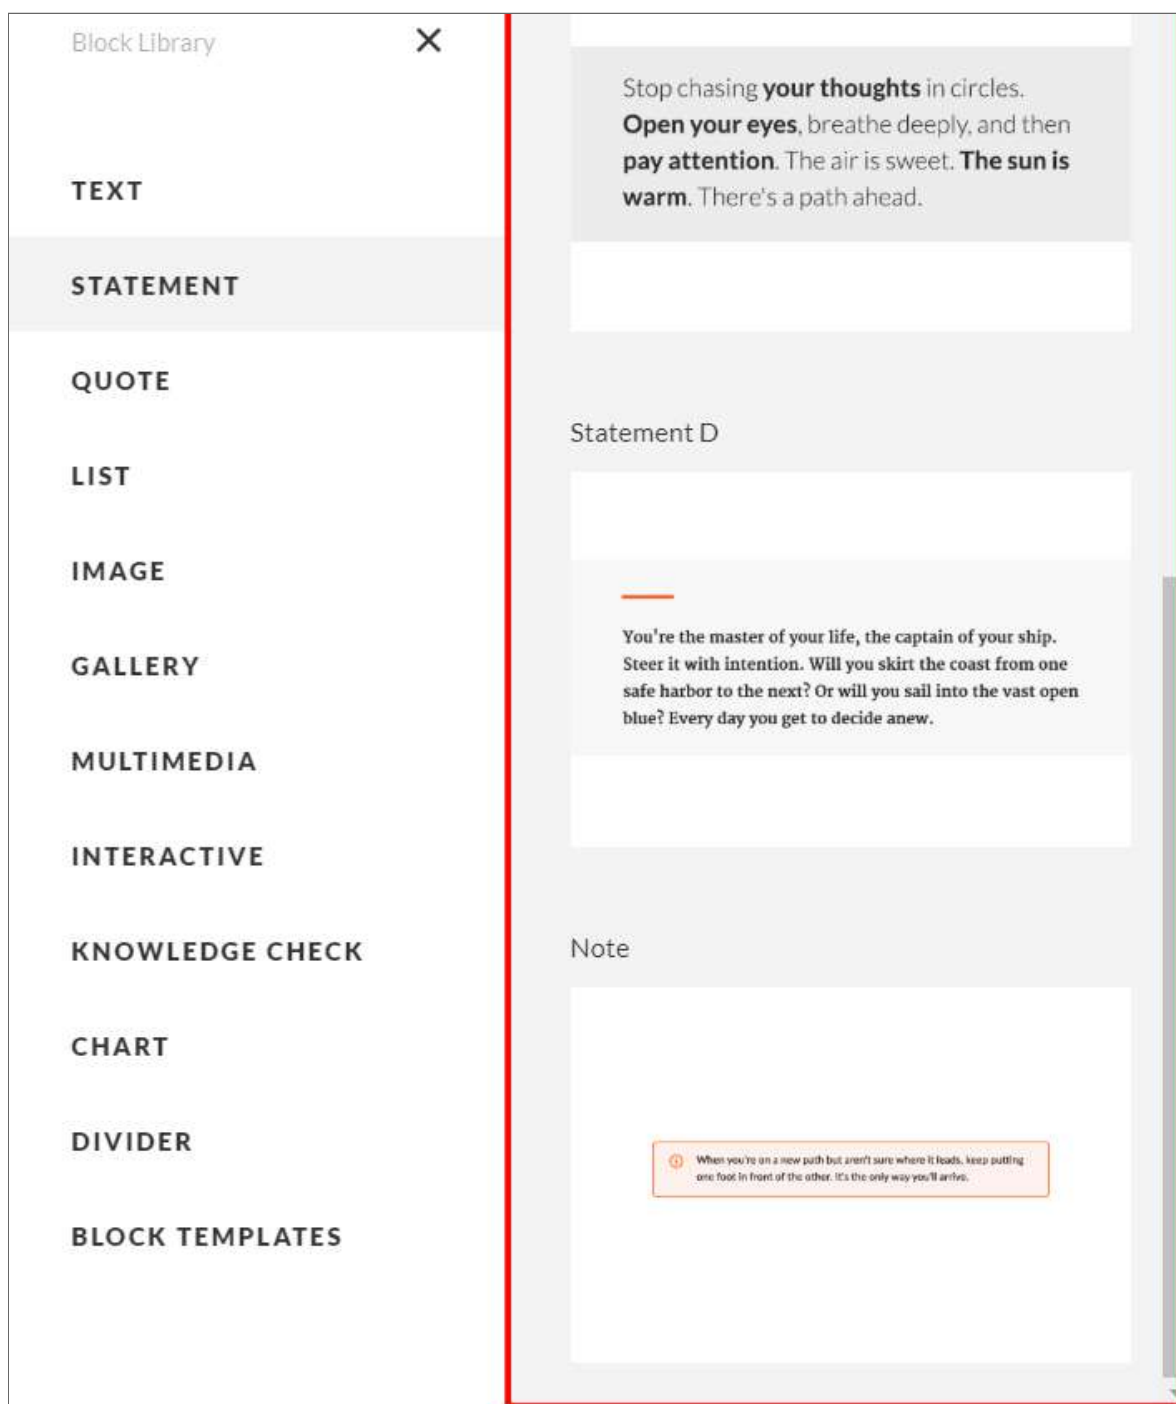 Block Library
TEXT
STATEMENT
QUOTE
LIST
IMAGE
GALLERY
MULTIMEDIA
INTERACTIVE
KNOWLEDGE CHECK
CHART
DIVIDER
BLOCK TEMPLATES
Stop chasing your thoughts in circles.
Open your eyes, breathe deeply, and then
pay attention. The air is sweet. The sun is
warm. There's a path ahead.
Statement D
You're the master of your life, the captain of your ship.
Steer it with intention. Will you skirt the coast from one
safe harbor to the next? Or will you sail into the vast open
blue? Every day you get to decide anew.
Note
When you're on a new path but aren't sure where it leads, keep putting
one foot in front of the other. It's the only way you'll arrive.